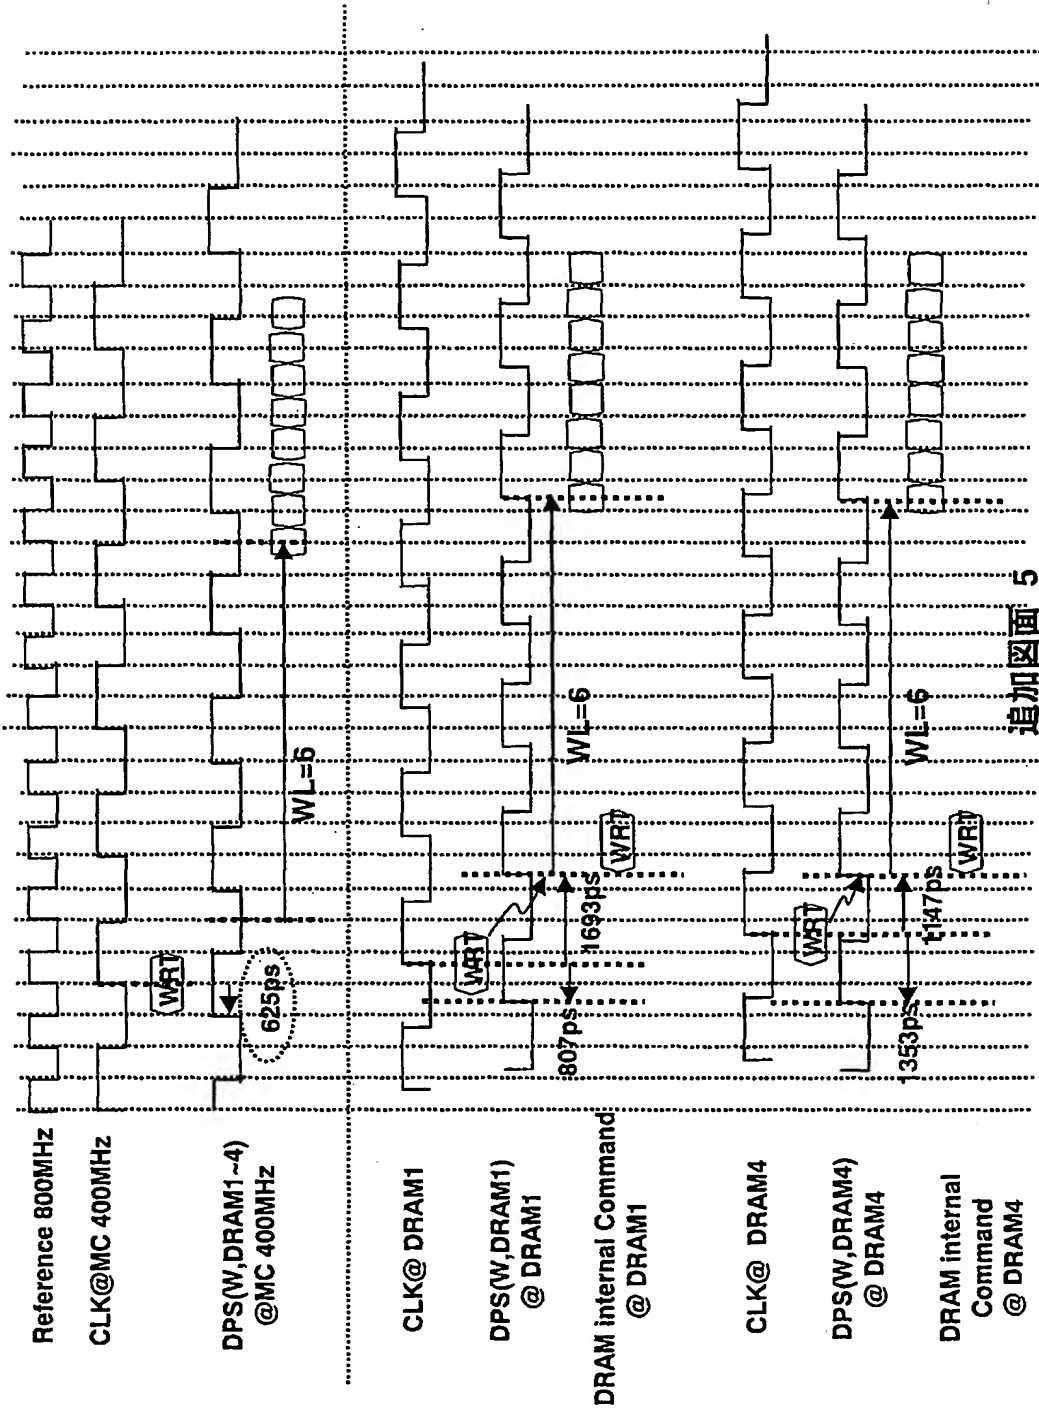 Reference 800MHz
CLK@MC 400MHz
WRT
DPS(W,DRAM1~4)
@MC 400MHz
625ps
WL=6
CLK@ DRAM1
WRT
DPS(W,DRAM1)
@ DRAM1
807ps
1693ps
WL=6
DRAM internal Command
@ DRAM1
WRT
CLK@ DRAM4
WRT
DPS(W,DRAM4)
@ DRAM4
1353ps
1147ps
WL=6
DRAM internal
Command
@ DRAM4
WRT
追加図面 5